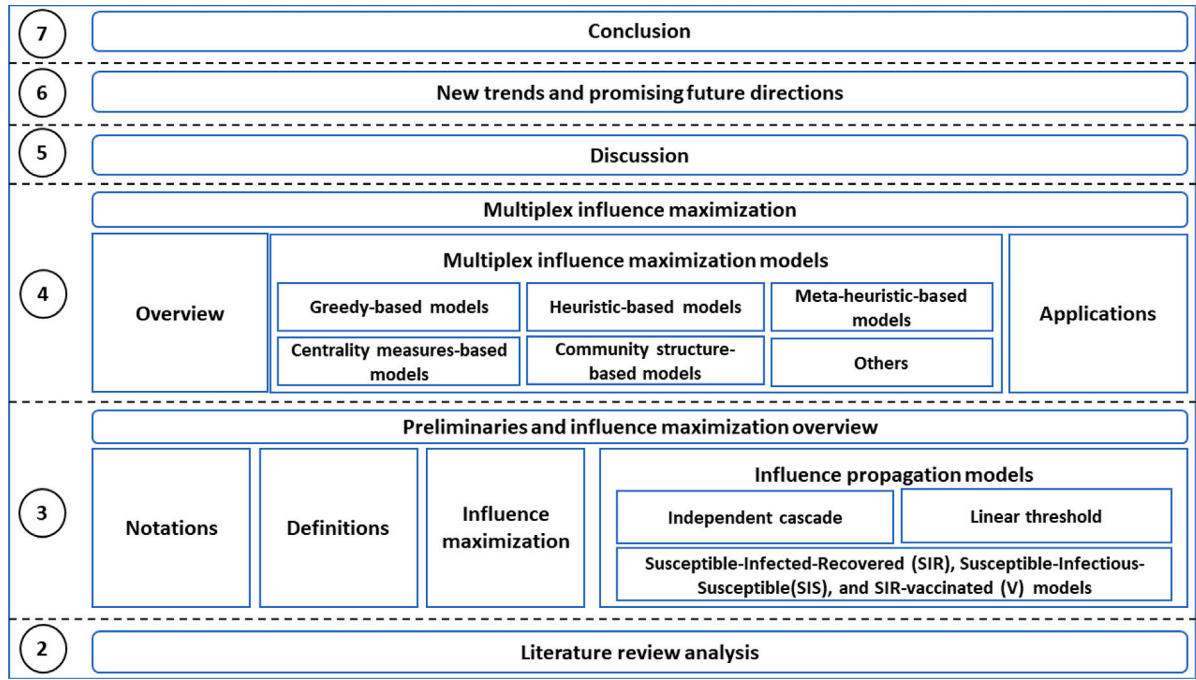 7
Conclusion
6
New trends and promising future directions
5
Discussion
4
Multiplex influence maximization
Overview
Multiplex influence maximization models
Greedy-based models
Heuristic-based models
Meta-heuristic-based
models
Centrality measures-based
models
Community structure-
based models
Others
Applications
3
Preliminaries and influence maximization overview
Notations
Definitions
Influence
maximization
Influence propagation models
Independent cascade
Linear threshold
Susceptible-Infected-Recovered (SIR), Susceptible-Infectious-
Susceptible(SIS), and SIR-vaccinated (V) models
2
Literature review analysis